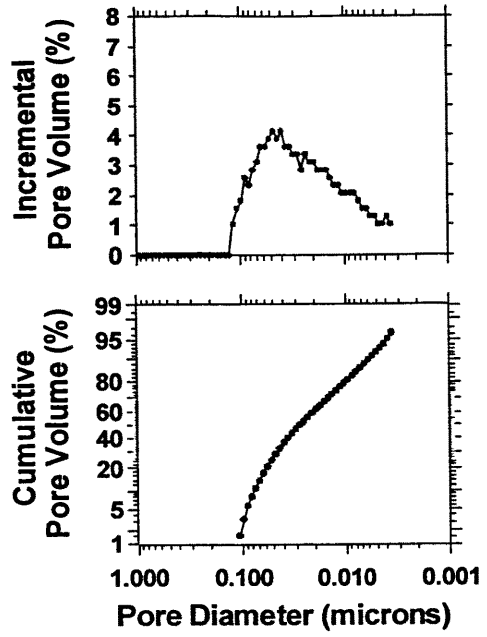 Incremental
Pore Volume (%)
8
7
6
5
4
3
2
1
0
Cumulative
Pore Volume (%)
99
95
80
60
40
20
5
1
1.000 0.100 0.010 0.001
Pore Diameter (microns)